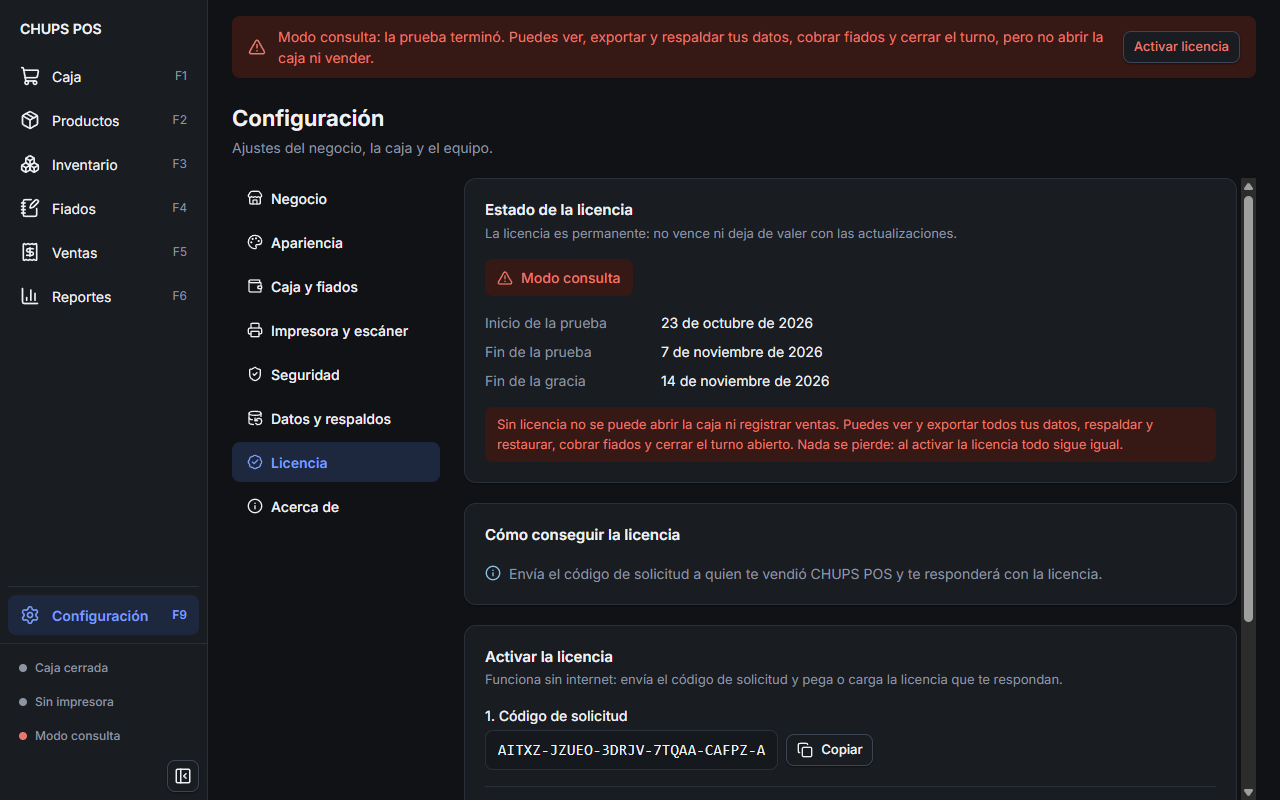 CHUPS POS
Caja F1
Productos F2
Inventario F3
Fiados F4
Ventas F5
Reportes F6
Configuración F9
Caja cerrada
Sin impresora
Modo consulta
Modo consulta: la prueba terminó. Puedes ver, exportar y respaldar tus datos, cobrar fiados y cerrar el turno, pero no abrir la
caja ni vender.
Activar licencia
Configuración
Ajustes del negocio, la caja y el equipo.
Negocio
Apariencia
Caja y fiados
Impresora y escáner
Seguridad
Datos y respaldos
Licencia
Acerca de
Estado de la licencia
La licencia es permanente: no vence ni deja de valer con las actualizaciones.
Modo consulta
Inicio de la prueba 23 de octubre de 2026
Fin de la prueba 7 de noviembre de 2026
Fin de la gracia 14 de noviembre de 2026
Sin licencia no se puede abrir la caja ni registrar ventas. Puedes ver y exportar todos tus datos, respaldar y
restaurar, cobrar fiados y cerrar el turno abierto. Nada se pierde: al activar la licencia todo sigue igual.
Cómo conseguir la licencia
Envía el código de solicitud a quien te vendió CHUPS POS y te responderá con la licencia.
Activar la licencia
Funciona sin internet: envía el código de solicitud y pega o carga la licencia que te respondan.
1. Código de solicitud
AITXZ-JZUEO-3DRJV-7TQAA-CAFPZ-A
Copiar